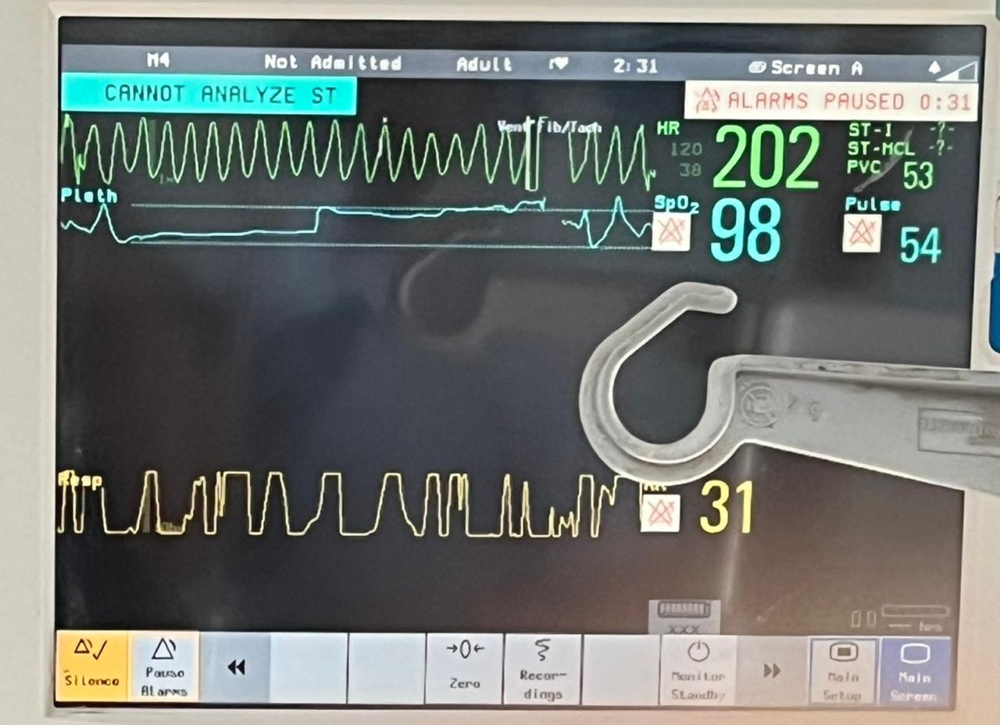 M4 Not Admitted Adult 2:31 Screen A
CANNOT ANALYZE ST
ALARMS PAUSED 0:31
Vent Fib/Tach
HR
120
38
202
ST-I -?-
ST-MCL -?-
PVC 53
Pleth
SpO₂
98
Pulse
54
Resp
31
XXX
Silence
Pause
Alarms
Zero
Recor-
dings
Monitor
Standby
Main
Setup
Main
Screen